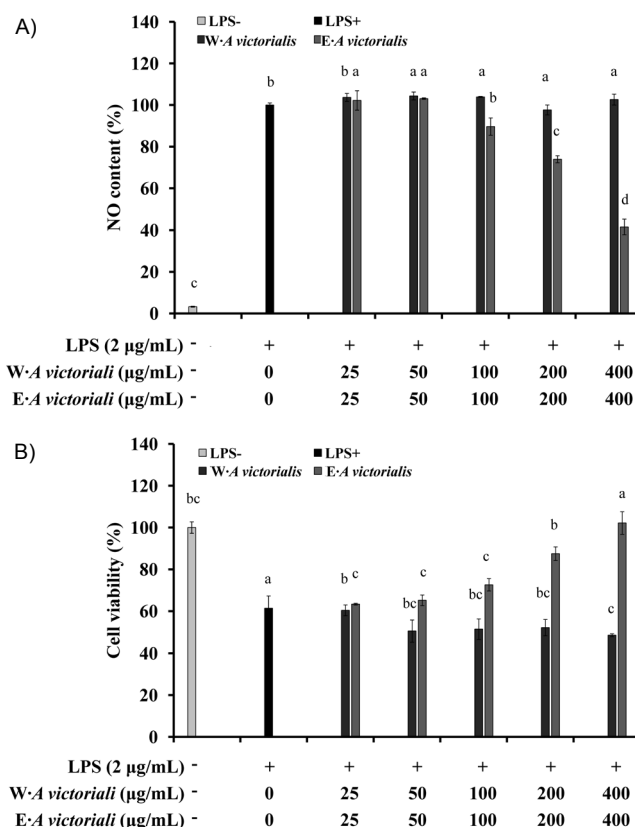 A)
140
120
100
80
60
40
20
0
NO content (%)
LPS- LPS+
W·A victorialis E·A victorialis
c b b a a a a b a c a d
LPS (2 μg/mL) - + + + + + +
W·A victoriali (μg/mL) - 0 25 50 100 200 400
E·A victoriali (μg/mL) - 0 25 50 100 200 400
B)
140
120
100
80
60
40
20
0
Cell viability (%)
LPS- LPS+
W·A victorialis E·A victorialis
bc a b c bc c bc c bc b c a
LPS (2 μg/mL) - + + + + + +
W·A victoriali (μg/mL) - 0 25 50 100 200 400
E·A victoriali (μg/mL) - 0 25 50 100 200 400